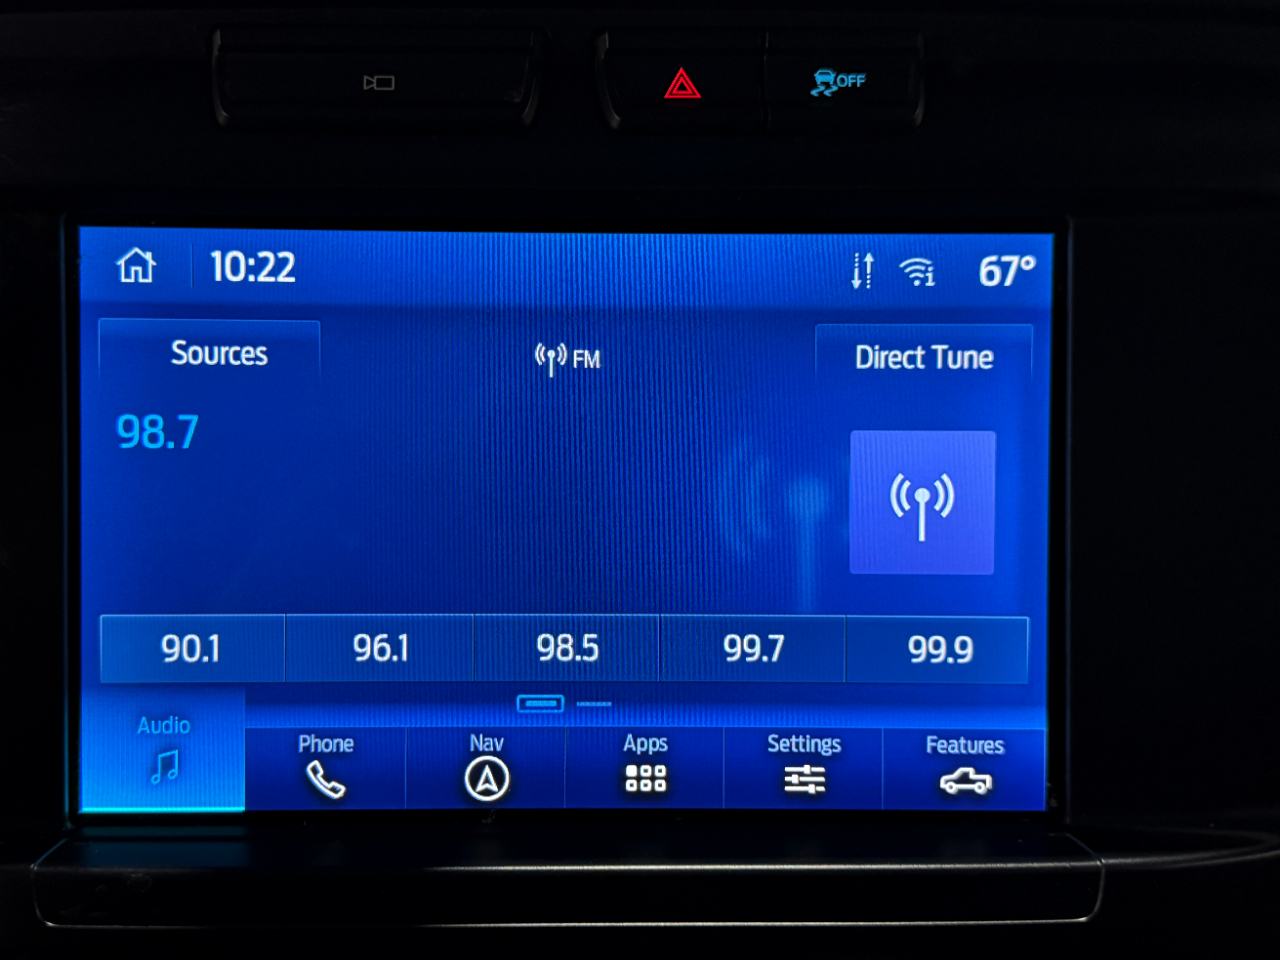 OFF
10:22 67°
Sources FM Direct Tune
98.7
90.1 96.1 98.5 99.7 99.9
Audio Phone Nav Apps Settings Features